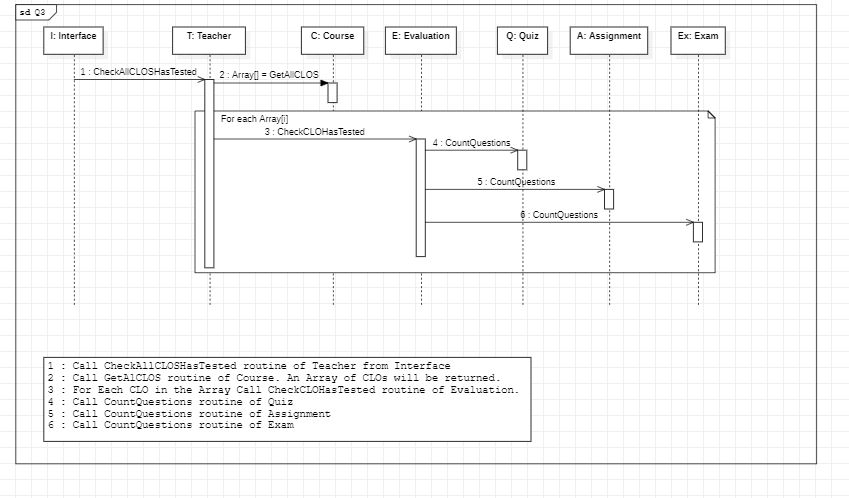 sd Q3
I: Interface
T: Teacher
C: Course
E: Evaluation
Q: Quiz
A: Assignment
Ex: Exam
1 : CheckAllCLOSHasTested
2 : Array[] = GetAllCLOS
For each Array[i]
3 : CheckCLOHasTested
4 : CountQuestions
5 : CountQuestions
6 : CountQuestions
1 : Call CheckAllCLOSHasTested routine of Teacher from Interface
2 : Call GetAlCLOS routine of Course. An Array of CLOs will be returned.
3 : For Each CLO in the Array Call CheckCLOHasTested routine of Evaluation.
4 : Call CountQuestions routine of Quiz
5 : Call CountQuestions routine of Assignment
6 : Call CountQuestions routine of Exam